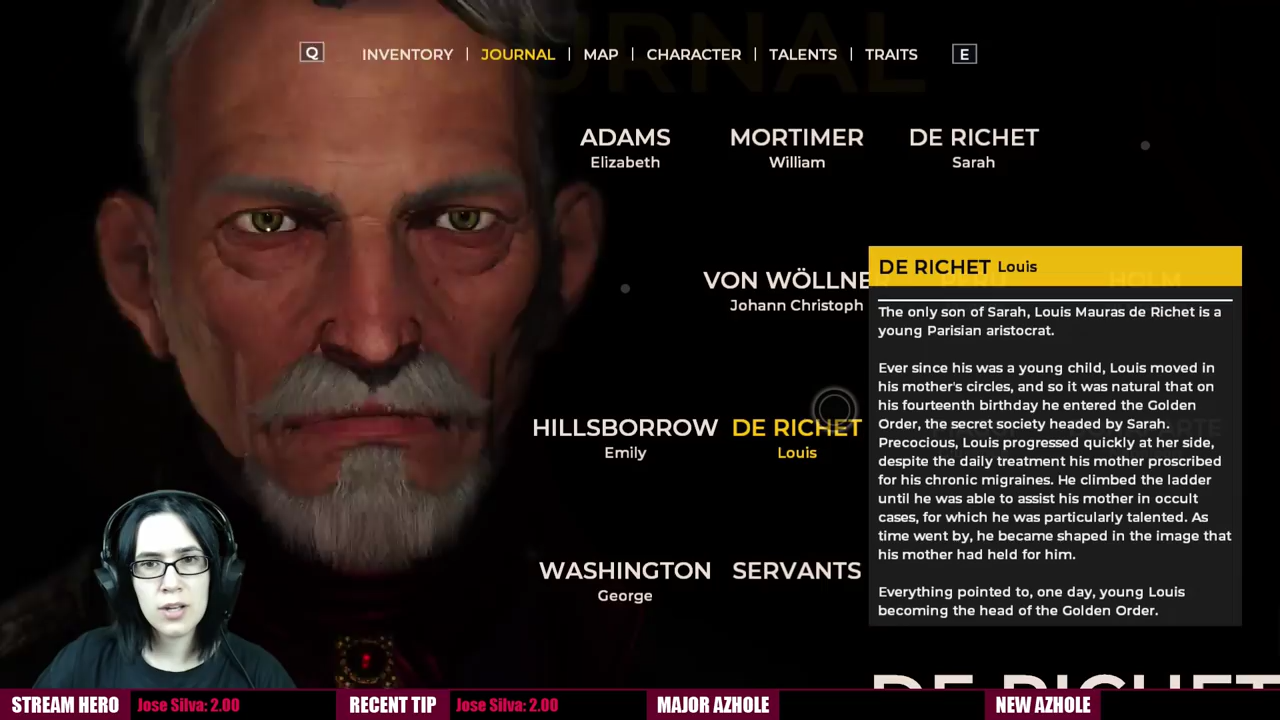 JOURNAL
Q INVENTORY | JOURNAL | MAP | CHARACTER | TALENTS | TRAITS E
ADAMS MORTIMER DE RICHET
Elizabeth William Sarah
VON WÖLLNER HOLM
Johann Christoph
DE RICHET Louis
The only son of Sarah, Louis Mauras de Richet is a
young Parisian aristocrat.
Ever since his was a young child, Louis moved in
his mother's circles, and so it was natural that on
his fourteenth birthday he entered the Golden
Order, the secret society headed by Sarah.
Precocious, Louis progressed quickly at her side,
despite the daily treatment his mother proscribed
for his chronic migraines. He climbed the ladder
until he was able to assist his mother in occult
cases, for which he was particularly talented. As
time went by, he became shaped in the image that
his mother had held for him.
Everything pointed to, one day, young Louis
becoming the head of the Golden Order.
HILLSBORROW DE RICHET
Emily Louis
WASHINGTON SERVANTS
George
DE RICHET
STREAM HERO Jose Silva: 2.00 RECENT TIP Jose Silva: 2.00 MAJOR AZHOLE NEW AZHOLE